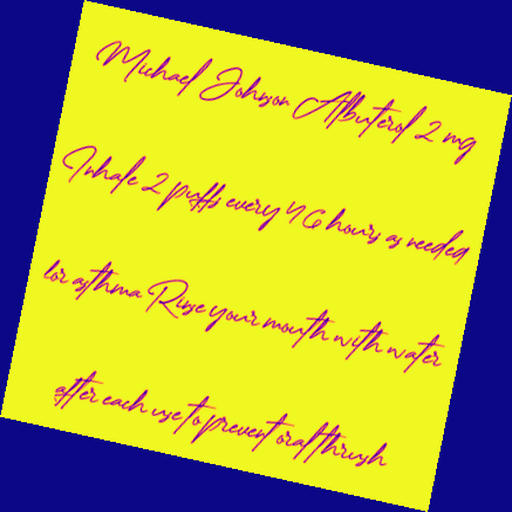 Michael Johnson Albuterol 2 mg
Inhale 2 puffs every 4 6 hours as needed
for asthma Rinse your mouth with water
after each use to prevent oral thrush